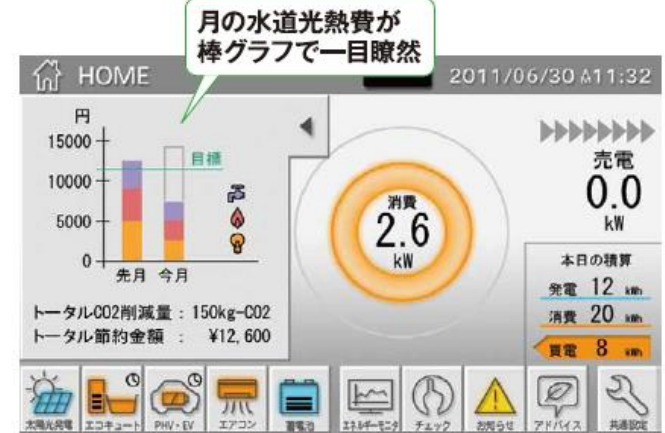 月の水道光熱費が
棒グラフで一目瞭然
HOME
2011/06/30 11:32
円
15000
目標
10000
5000
0
先月 今月
トータルCO2削減量 : 150kg-CO2
トータル節約金額 : ¥12,600
消費
2.6
kW
売電
0.0
kW
本日の積算
発電 12 kWh
消費 20 kWh
買電 8 kWh
太陽光発電 エコキュート PHV・EV エアコン 蓄電池 エネルギーモニタ チェック お知らせ アドバイス 共通設定